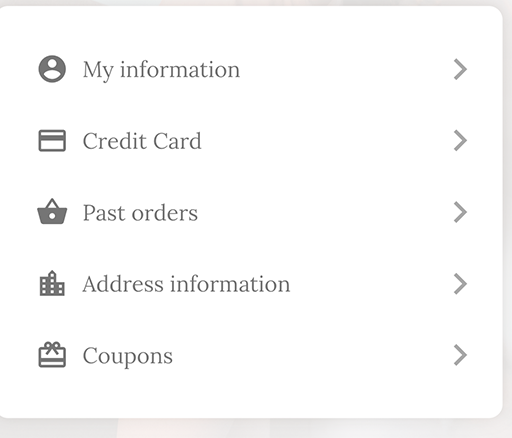 My information
Credit Card
Past orders
Address information
Coupons